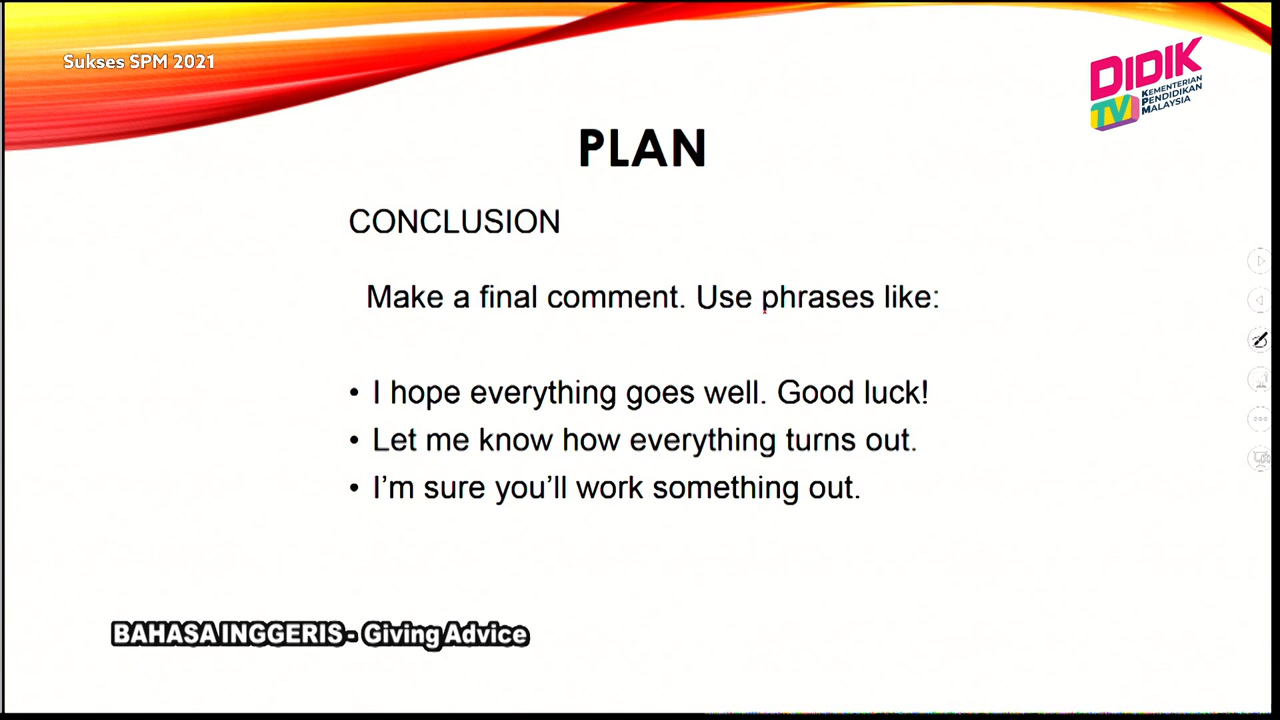 Sukses SPM 2021
DIDIK
TV
KEMENTERIAN
PENDIDIKAN
MALAYSIA
PLAN
CONCLUSION
Make a final comment. Use phrases like:
• I hope everything goes well. Good luck!
• Let me know how everything turns out.
• I'm sure you'll work something out.
BAHASA INGGERIS - Giving Advice